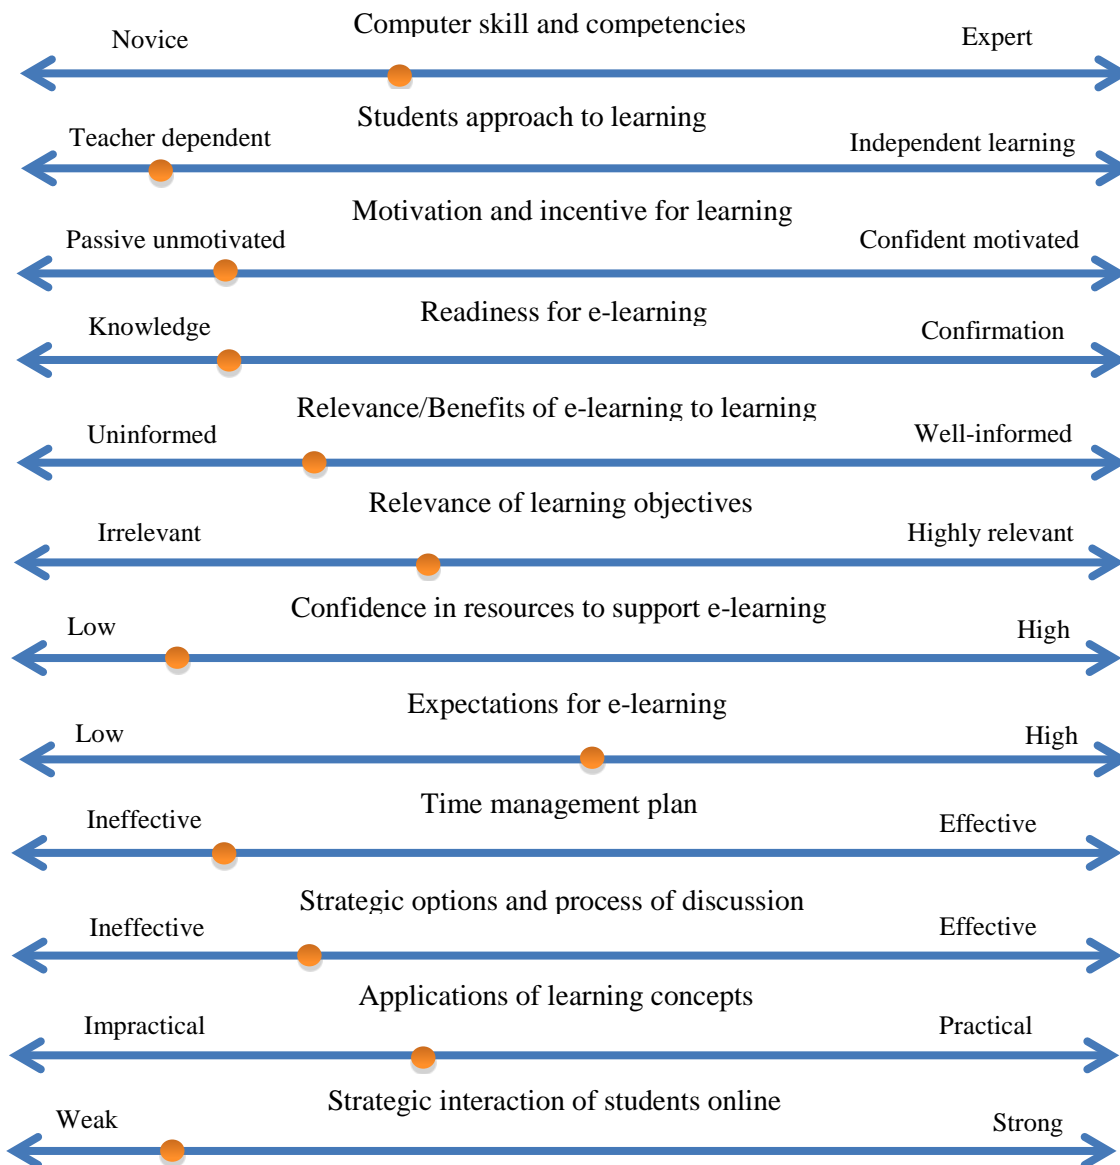 Computer skill and competencies
Novice Expert
Students approach to learning
Teacher dependent Independent learning
Motivation and incentive for learning
Passive unmotivated Confident motivated
Readiness for e-learning
Knowledge Confirmation
Relevance/Benefits of e-learning to learning
Uninformed Well-informed
Relevance of learning objectives
Irrelevant Highly relevant
Confidence in resources to support e-learning
Low High
Expectations for e-learning
Low High
Time management plan
Ineffective Effective
Strategic options and process of discussion
Ineffective Effective
Applications of learning concepts
Impractical Practical
Strategic interaction of students online
Weak Strong